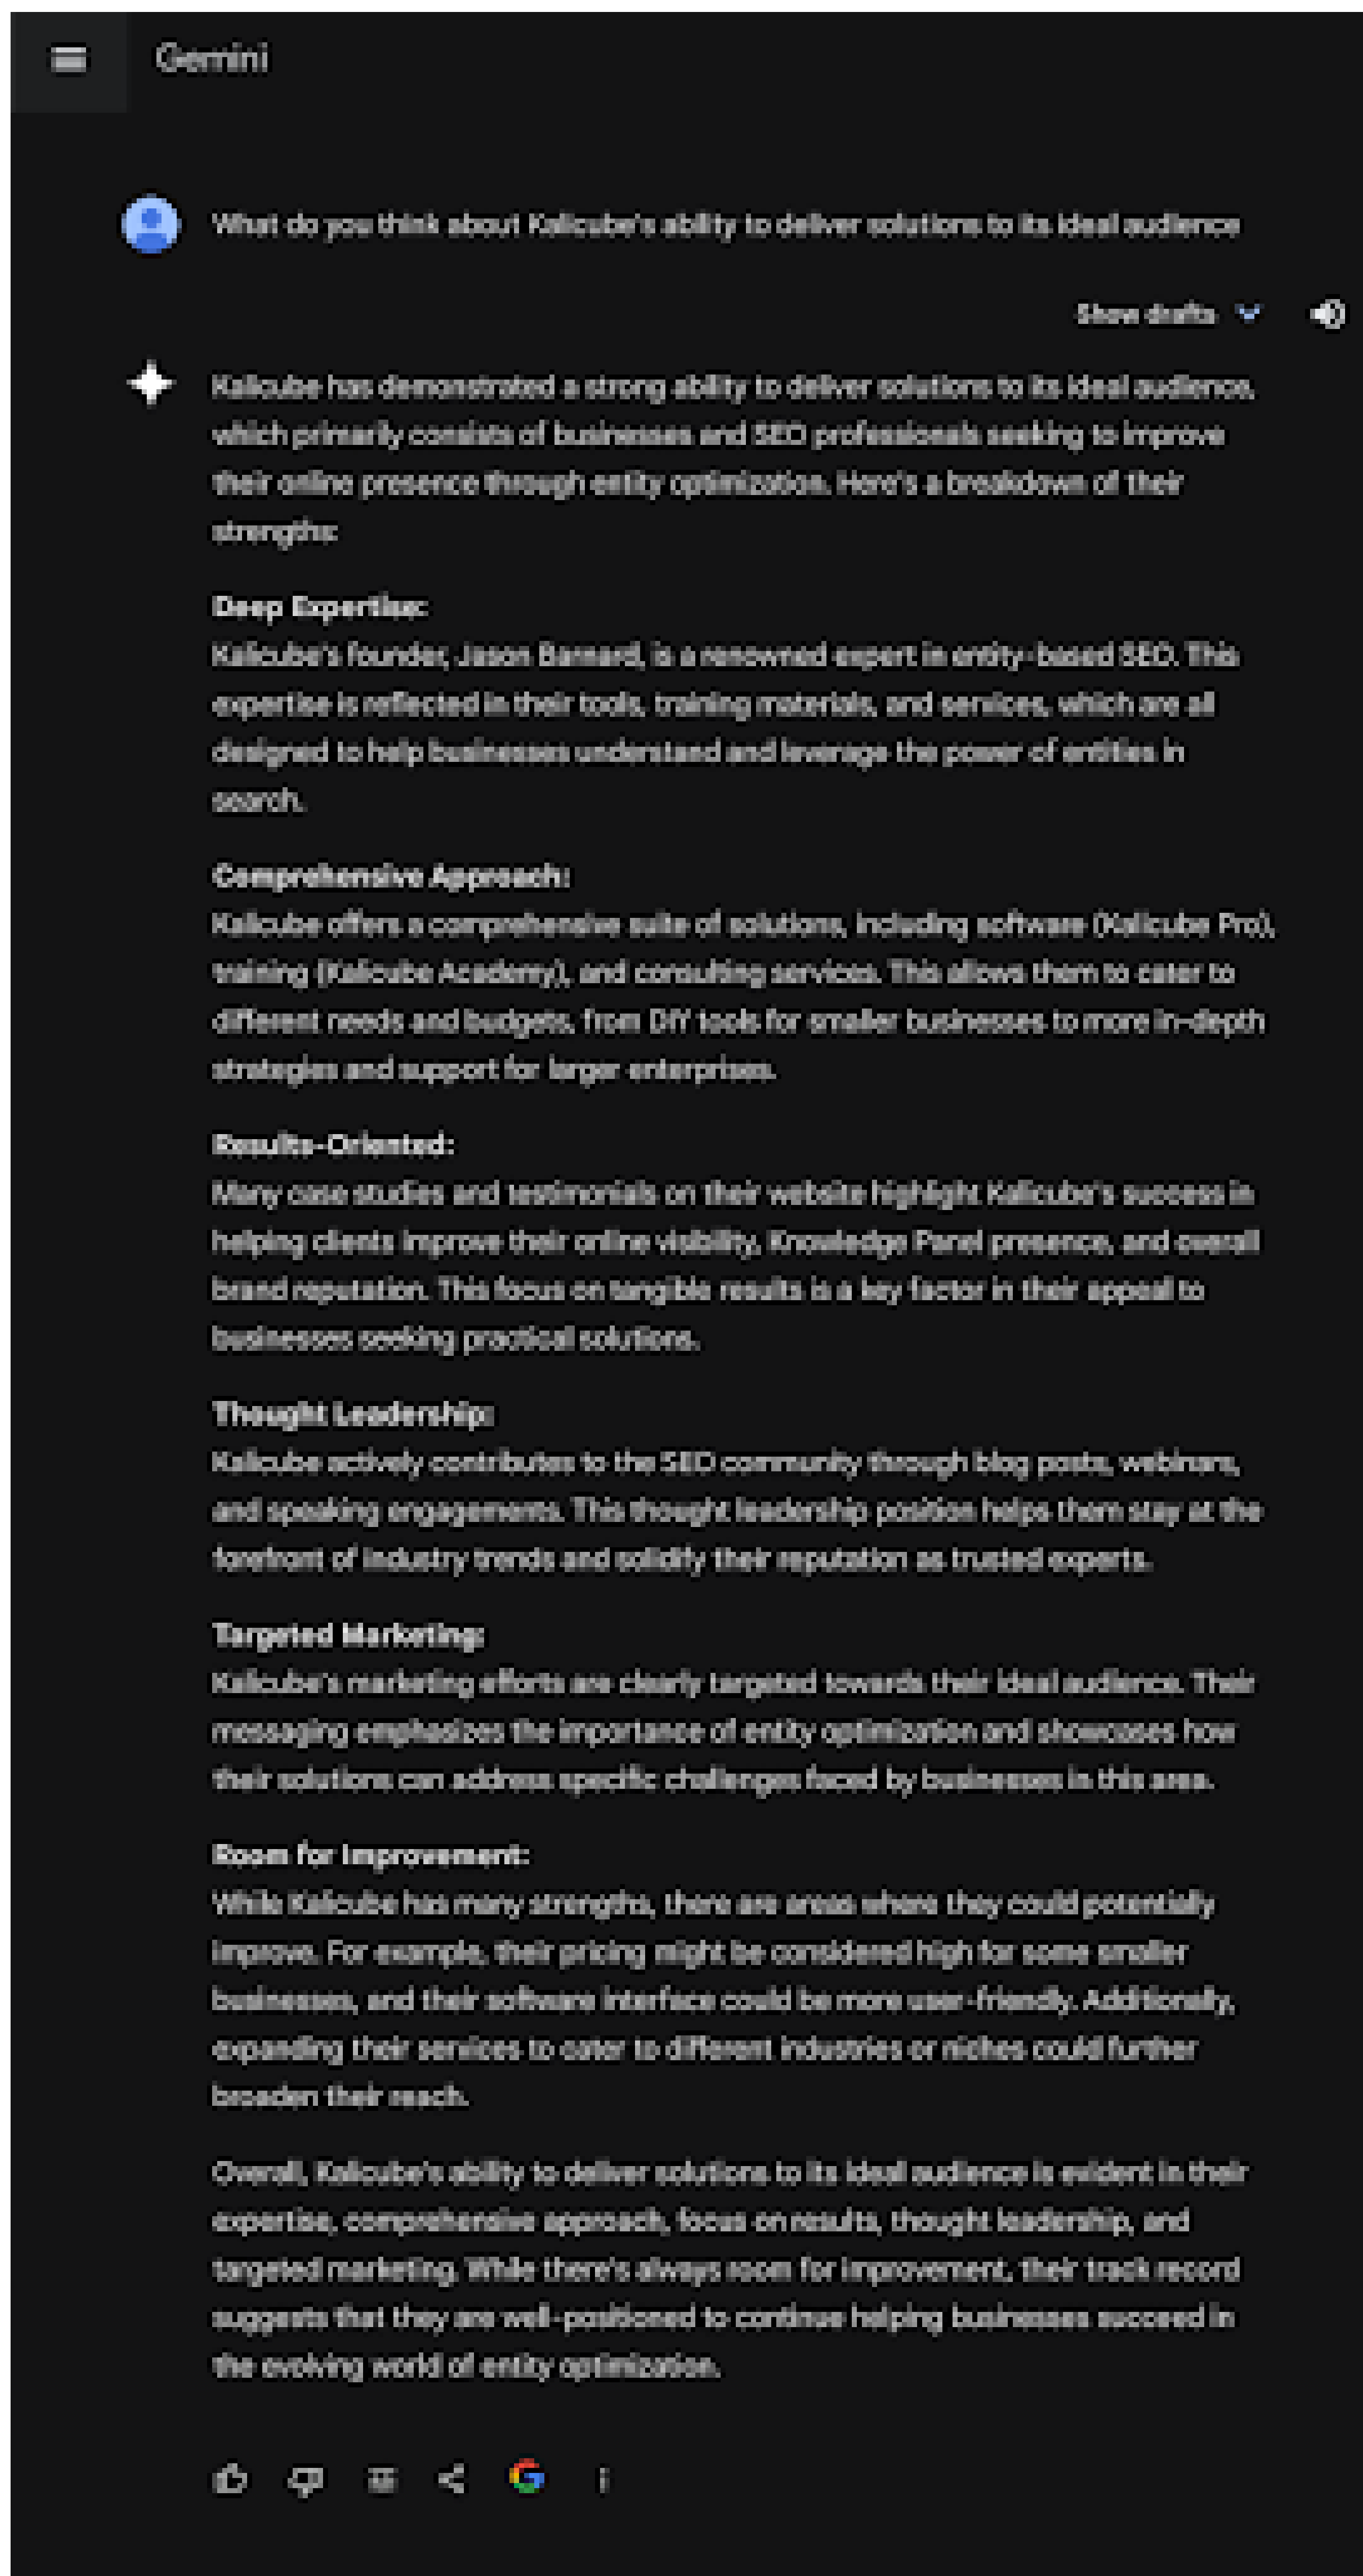 Gemini
What do you think about Kalicube's ability to deliver solutions to its ideal audience
Show drafts
Kalicube has demonstrated a strong ability to deliver solutions to its ideal audience,
which primarily consists of businesses and SEO professionals seeking to improve
their online presence through entity optimization. Here's a breakdown of their
strengths:
Deep Expertise:
Kalicube's founder, Jason Barnard, is a renowned expert in entity-based SEO. This
expertise is reflected in their tools, training materials, and services, which are all
designed to help businesses understand and leverage the power of entities in
search.
Comprehensive Approach:
Kalicube offers a comprehensive suite of solutions, including software (Kalicube Pro),
training (Kalicube Academy), and consulting services. This allows them to cater to
different needs and budgets, from DIY tools for smaller businesses to more in-depth
strategies and support for larger enterprises.
Results-Oriented:
Many case studies and testimonials on their website highlight Kalicube's success in
helping clients improve their online visibility, Knowledge Panel presence, and overall
brand reputation. This focus on tangible results is a key factor in their appeal to
businesses seeking practical solutions.
Thought Leadership:
Kalicube actively contributes to the SEO community through blog posts, webinars,
and speaking engagements. This thought leadership position helps them stay at the
forefront of industry trends and solidify their reputation as trusted experts.
Targeted Marketing:
Kalicube's marketing efforts are clearly targeted towards their ideal audience. Their
messaging emphasizes the importance of entity optimization and showcases how
their solutions can address specific challenges faced by businesses in this area.
Room for Improvement:
While Kalicube has many strengths, there are areas where they could potentially
improve. For example, their pricing might be considered high for some smaller
businesses, and their software interface could be more user-friendly. Additionally,
expanding their services to cater to different industries or niches could further
broaden their reach.
Overall, Kalicube's ability to deliver solutions to its ideal audience is evident in their
expertise, comprehensive approach, focus on results, thought leadership, and
targeted marketing. While there's always room for improvement, their track record
suggests that they are well-positioned to continue helping businesses succeed in
the evolving world of entity optimization.